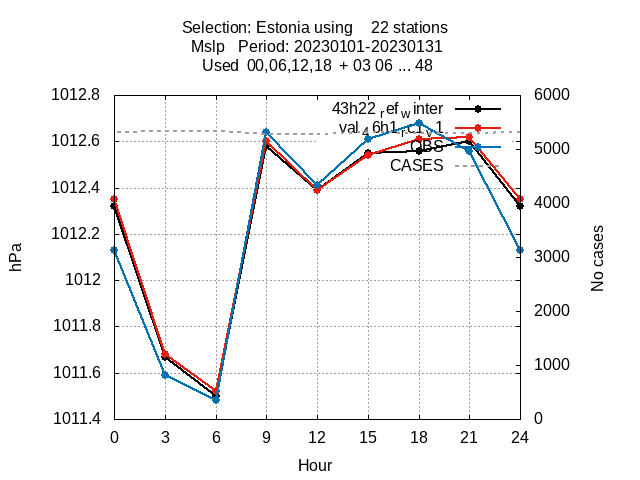 Selection: Estonia using    22 stations
Mslp   Period: 20230101-20230131
Used  00,06,12,18  + 03 06 ... 48
43h22ref_winter
val46h1rc1v1
OBS
CASES
1012.8
1012.6
1012.4
1012.2
1012
1011.8
1011.6
1011.4
hPa
6000
5000
4000
3000
2000
1000
0
No cases
0 3 6 9 12 15 18 21 24
Hour